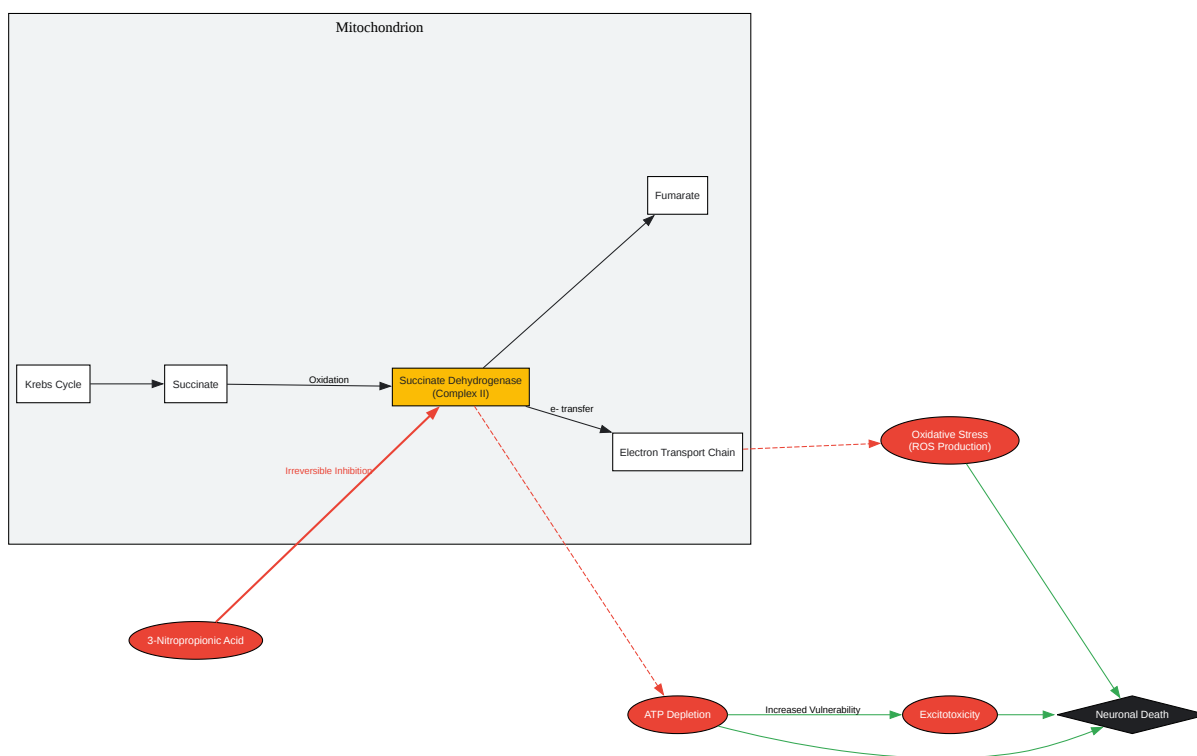 Mitochondrion
Fumarate
Krebs Cycle
Succinate
Oxidation
Succinate Dehydrogenase
(Complex II)
e- transfer
Electron Transport Chain
Oxidative Stress
(ROS Production)
Irreversible Inhibition
3-Nitropropionic Acid
ATP Depletion
Increased Vulnerability
Excitotoxicity
Neuronal Death